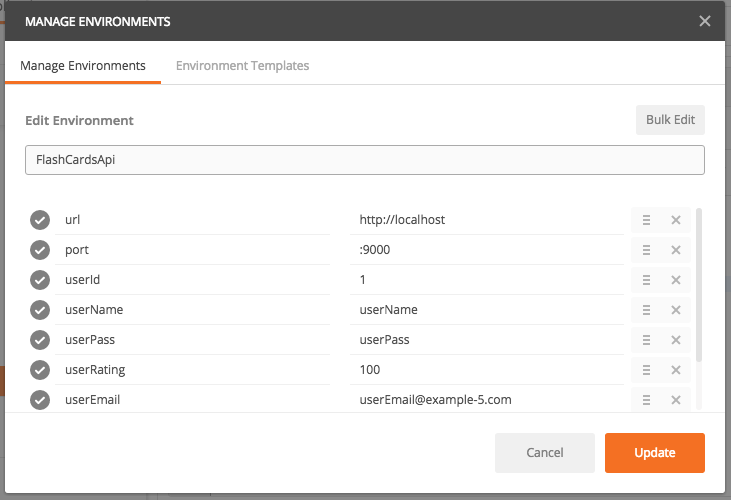 MANAGE ENVIRONMENTS
Manage Environments Environment Templates
Edit Environment Bulk Edit
FlashCardsApi
url http://localhost
port :9000
userId 1
userName userName
userPass userPass
userRating 100
userEmail userEmail@example-5.com
Cancel Update